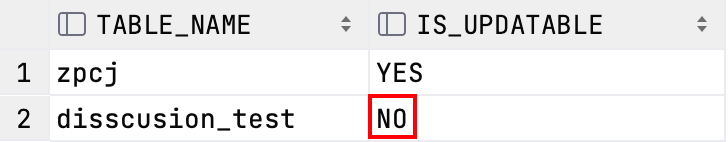 TABLE_NAME IS_UPDATABLE
1 zpcj YES
2 disscusion_test NO